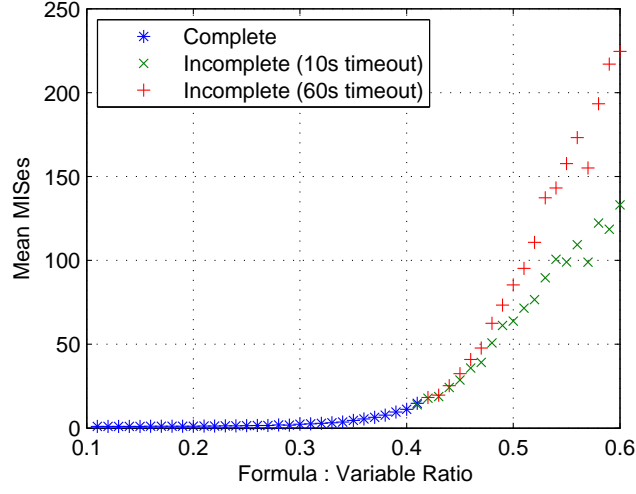 250
200
150
100
50
0
Mean MISes
Complete
Incomplete (10s timeout)
Incomplete (60s timeout)
0.1 0.2 0.3 0.4 0.5 0.6
Formula : Variable Ratio